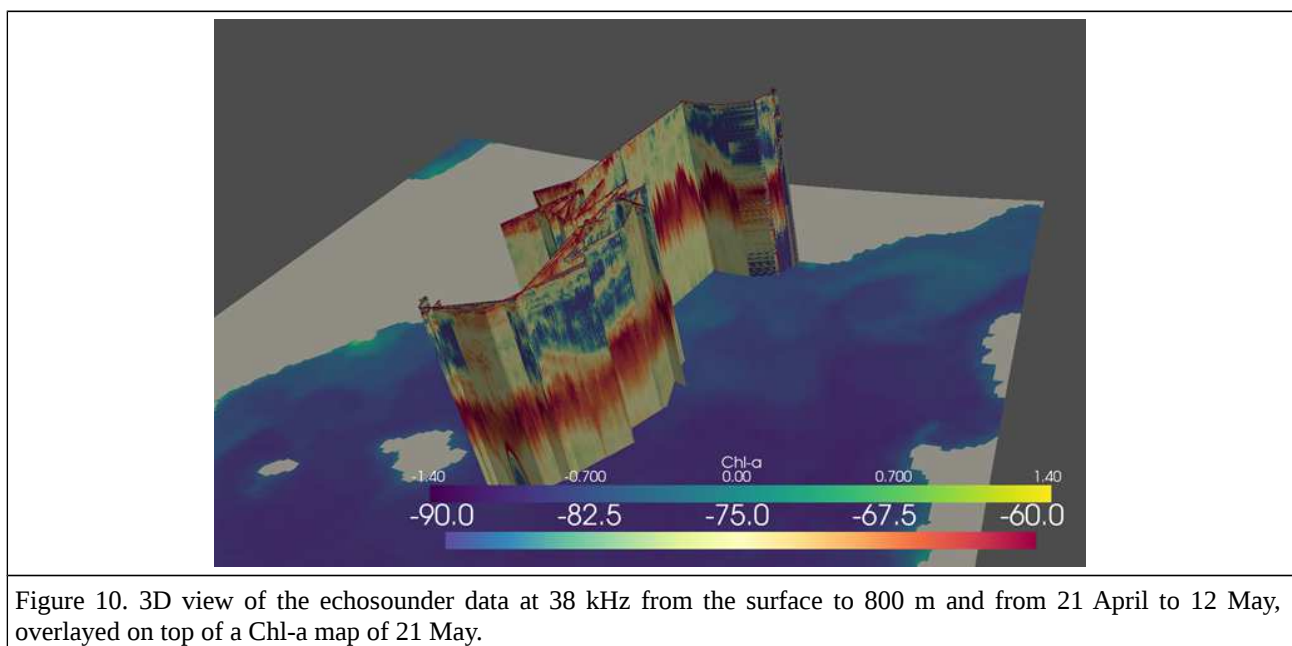 Chl-a
-1.40 -0.700 0.00 0.700 1.40
-90.0 -82.5 -75.0 -67.5 -60.0
Figure 10. 3D view of the echosounder data at 38 kHz from the surface to 800 m and from 21 April to 12 May,
overlayed on top of a Chl-a map of 21 May.